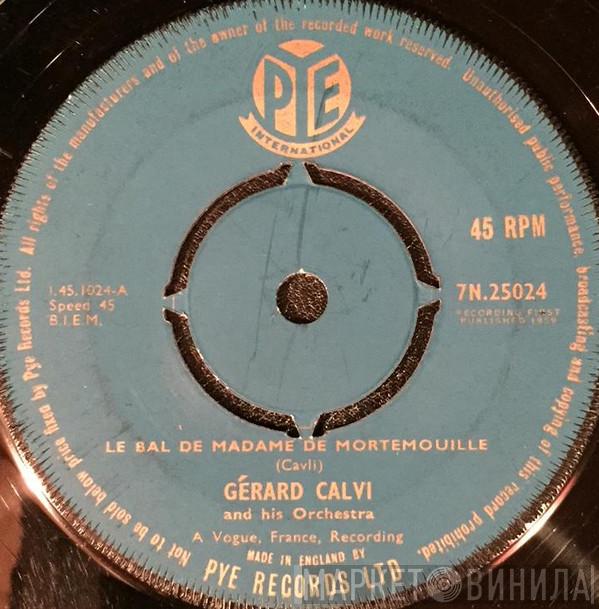 Not to be sold below price fixed by Pye Records Ltd. All rights of the manufacturers and of the owner of the recorded work reserved. Unauthorised public performance, broadcasting and copying of this record prohibited.
PYE
INTERNATIONAL
45 RPM
I.45.1024-A
Speed 45
B.I.E.M.
7N.25024
RECORDING FIRST
PUBLISHED 1959
LE BAL DE MADAME DE MORTEMOUILLE
(Cavli)
GÉRARD CALVI
and his Orchestra
A Vogue, France, Recording
MADE IN ENGLAND BY
PYE RECORDS LTD.
МАРКЕТ ВИНИЛА